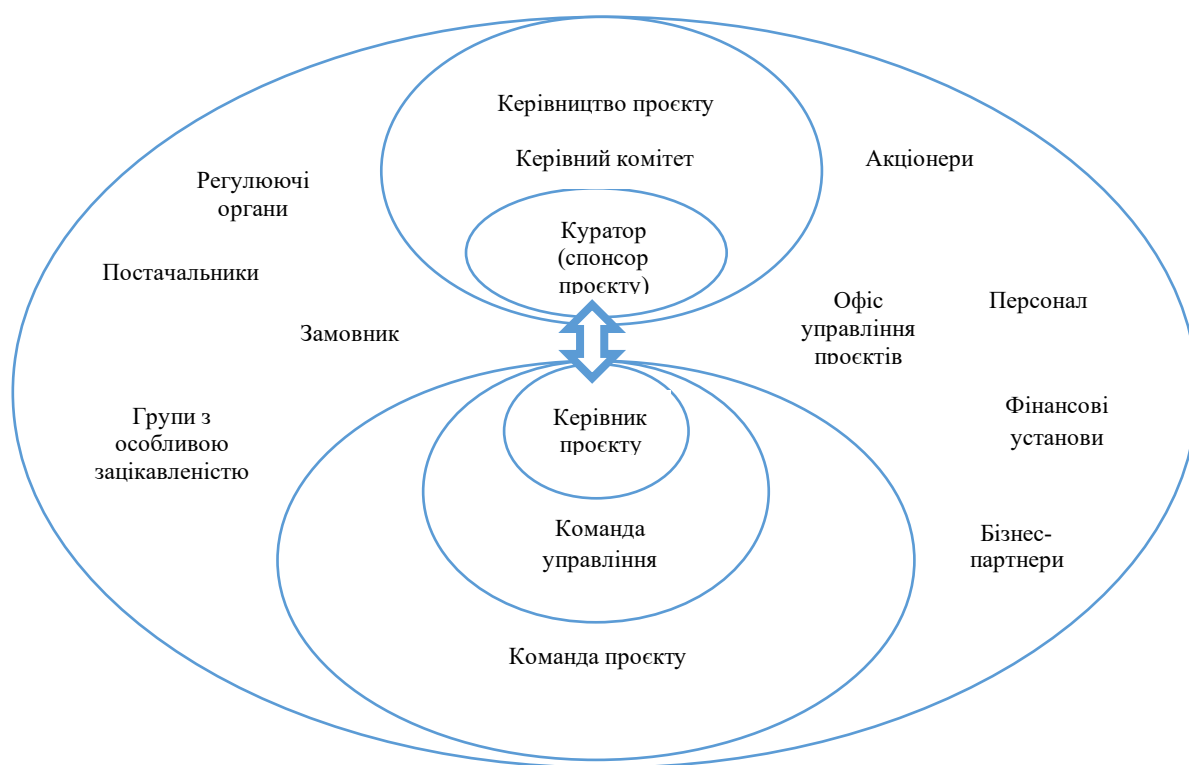 Керівництво проєкту
Керівний комітет
Куратор
(спонсор
проєкту)
Акціонери
Регулюючі
органи
Постачальники
Замовник
Офіс
управління
проєктів
Персонал
Групи з
особливою
зацікавленістю
Керівник
проєкту
Фінансові
установи
Команда
управління
Бізнес-
партнери
Команда проєкту